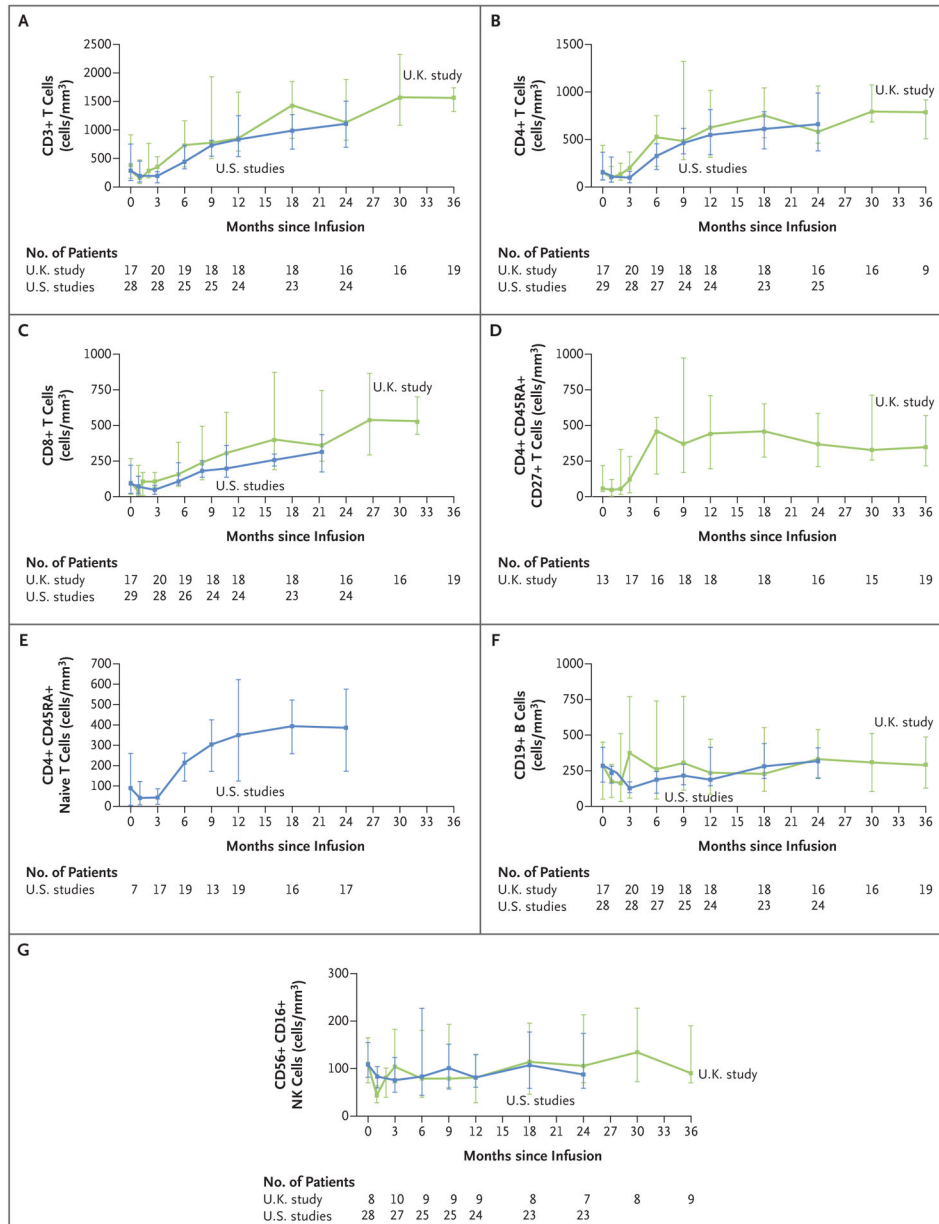 A
CD3+ T Cells
(cells/mm³)
2500
2000
1500
1000
500
0
U.K. study
U.S. studies
0 3 6 9 12 15 18 21 24 27 30 33 36
Months since Infusion
No. of Patients
U.K. study 17 20 19 18 18 18 16 16 19
U.S. studies 28 28 25 25 24 23 24
B
CD4+ T Cells
(cells/mm³)
1500
1000
500
0
U.K. study
U.S. studies
0 3 6 9 12 15 18 21 24 27 30 33 36
Months since Infusion
No. of Patients
U.K. study 17 20 19 18 18 18 16 16 9
U.S. studies 29 28 27 24 24 23 25
C
CD8+ T Cells
(cells/mm³)
1000
750
500
250
0
U.K. study
U.S. studies
0 3 6 9 12 15 18 21 24 27 30 33 36
Months since Infusion
No. of Patients
U.K. study 17 20 19 18 18 18 16 16 19
U.S. studies 29 28 26 24 24 23 24
D
CD4+ CD45RA+
CD27+ T Cells (cells/mm³)
1000
750
500
250
0
U.K. study
0 3 6 9 12 15 18 21 24 27 30 33 36
Months since Infusion
No. of Patients
U.K. study 13 17 16 18 18 18 16 15 19
E
CD4+ CD45RA+
Naive T Cells (cells/mm³)
700
600
500
400
300
200
100
0
U.S. studies
0 3 6 9 12 15 18 21 24 27 30 33 36
Months since Infusion
No. of Patients
U.S. studies 7 17 19 13 19 16 17
F
CD19+ B Cells
(cells/mm³)
1000
750
500
250
0
U.K. study
U.S. studies
0 3 6 9 12 15 18 21 24 27 30 33 36
Months since Infusion
No. of Patients
U.K. study 17 20 19 18 18 18 16 16 19
U.S. studies 28 28 27 25 24 23 24
G
CD56+ CD16+
NK Cells (cells/mm³)
300
200
100
0
U.K. study
U.S. studies
0 3 6 9 12 15 18 21 24 27 30 33 36
Months since Infusion
No. of Patients
U.K. study 8 10 9 9 9 8 7 8 9
U.S. studies 28 27 25 25 24 23 23